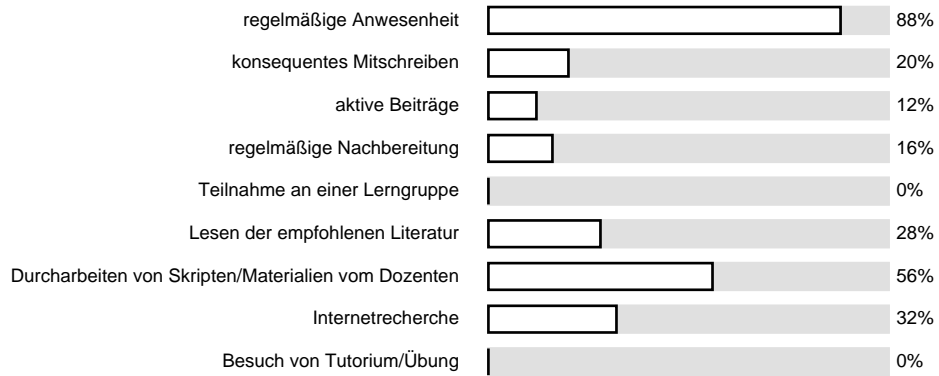 regelmäßige Anwesenheit 88%
konsequentes Mitschreiben 20%
aktive Beiträge 12%
regelmäßige Nachbereitung 16%
Teilnahme an einer Lerngruppe 0%
Lesen der empfohlenen Literatur 28%
Durcharbeiten von Skripten/Materialien vom Dozenten 56%
Internetrecherche 32%
Besuch von Tutorium/Übung 0%